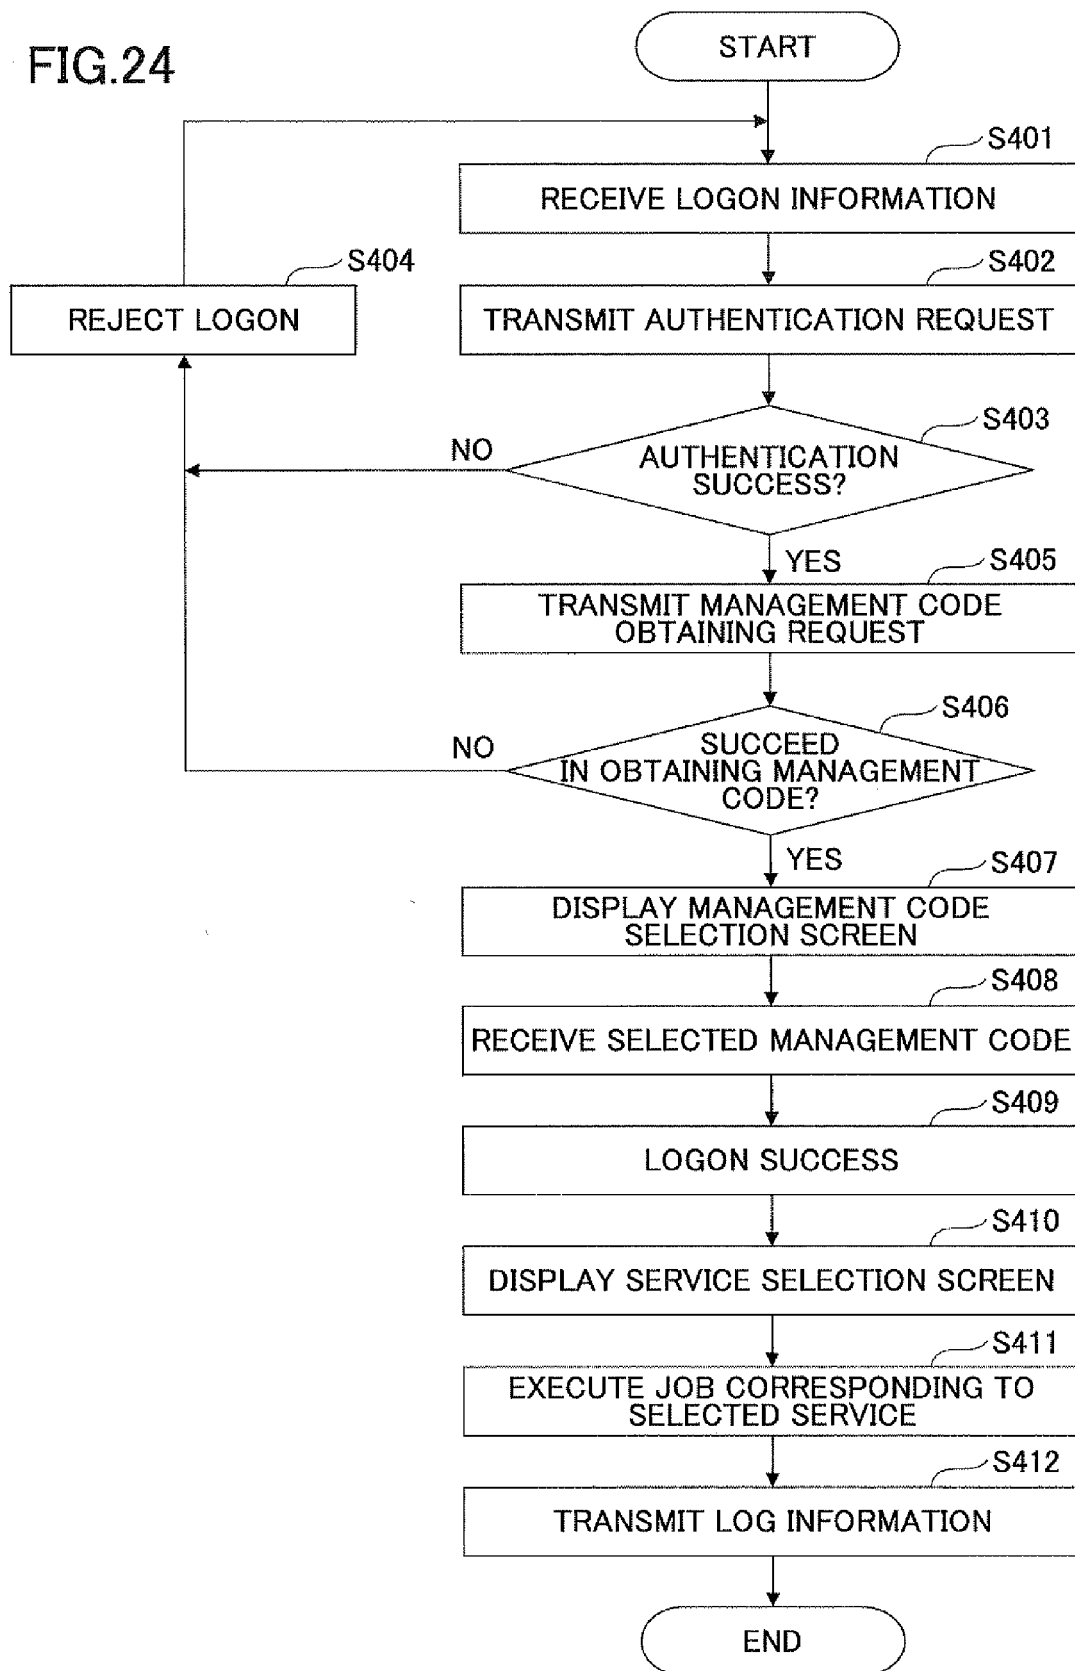 FIG.24
START
S401
RECEIVE LOGON INFORMATION
S404
REJECT LOGON
S402
TRANSMIT AUTHENTICATION REQUEST
S403
NO
AUTHENTICATION
SUCCESS?
YES
S405
TRANSMIT MANAGEMENT CODE
OBTAINING REQUEST
S406
NO
SUCCEED
IN OBTAINING MANAGEMENT
CODE?
YES
S407
DISPLAY MANAGEMENT CODE
SELECTION SCREEN
S408
RECEIVE SELECTED MANAGEMENT CODE
S409
LOGON SUCCESS
S410
DISPLAY SERVICE SELECTION SCREEN
S411
EXECUTE JOB CORRESPONDING TO
SELECTED SERVICE
S412
TRANSMIT LOG INFORMATION
END